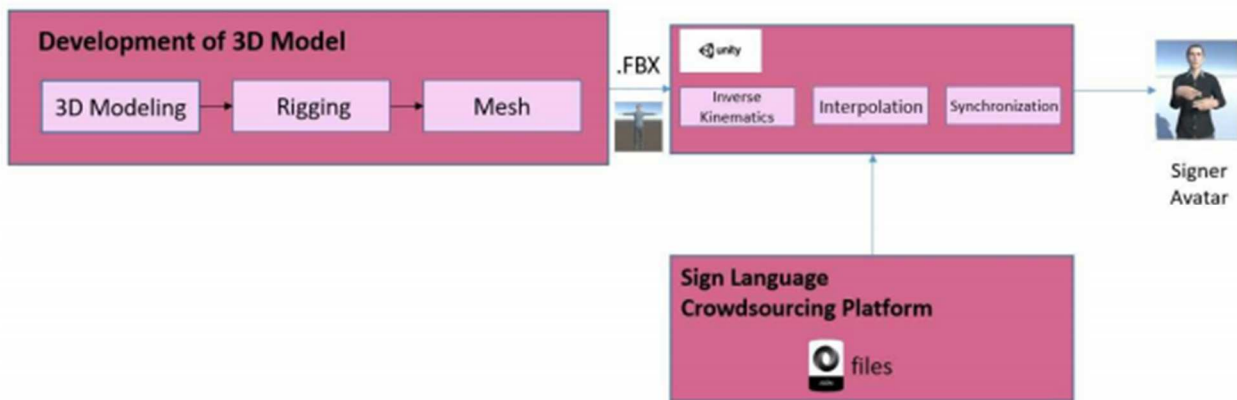 Development of 3D Model
3D Modeling
Rigging
Mesh
.FBX
unity
Inverse
Kinematics
Interpolation
Synchronization
Signer
Avatar
Sign Language
Crowdsourcing Platform
files